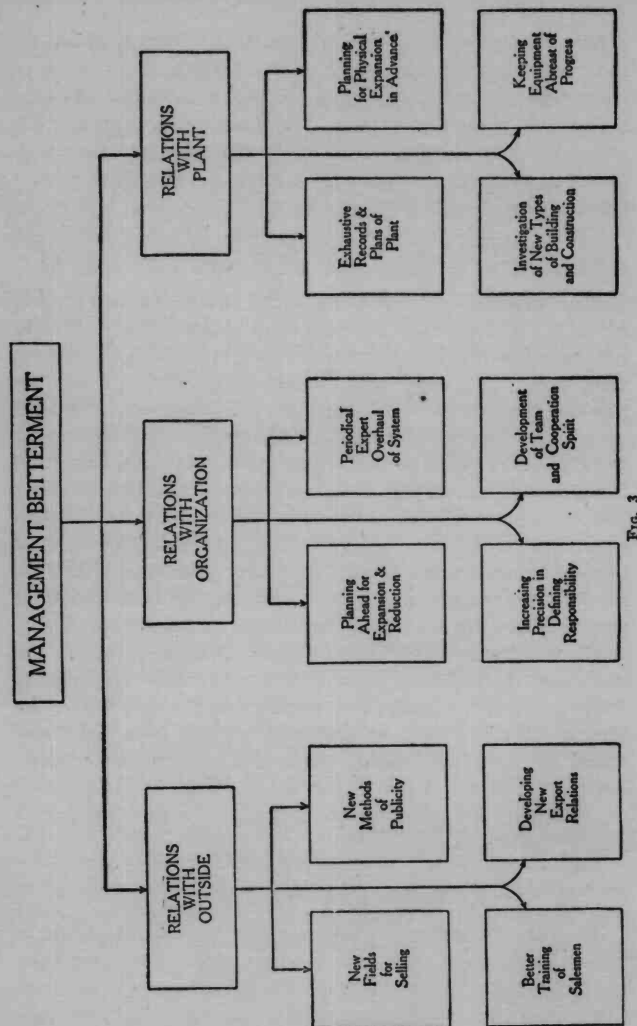 MANAGEMENT BETTERMENT
RELATIONS
WITH
OUTSIDE
RELATIONS
WITH
ORGANIZATION
RELATIONS
WITH
PLANT
New
Fields
for
Selling
New
Methods
of
Publicity
Better
Training
of
Salesmen
Developing
New
Export
Relations
Planning
Ahead for
Expansion &
Reduction
Periodical
Expert
Overhaul
of System
Increasing
Precision in
Defining
Responsibility
Development
of Team
and Cooperation
Spirit
Exhaustive
Records &
Plans of
Plant
Planning
for Physical
Expansion
in Advance'
Investigation
of New Types
of Building
and Construction
Keeping
Equipment
Abreast of
Progress
FIG. 3